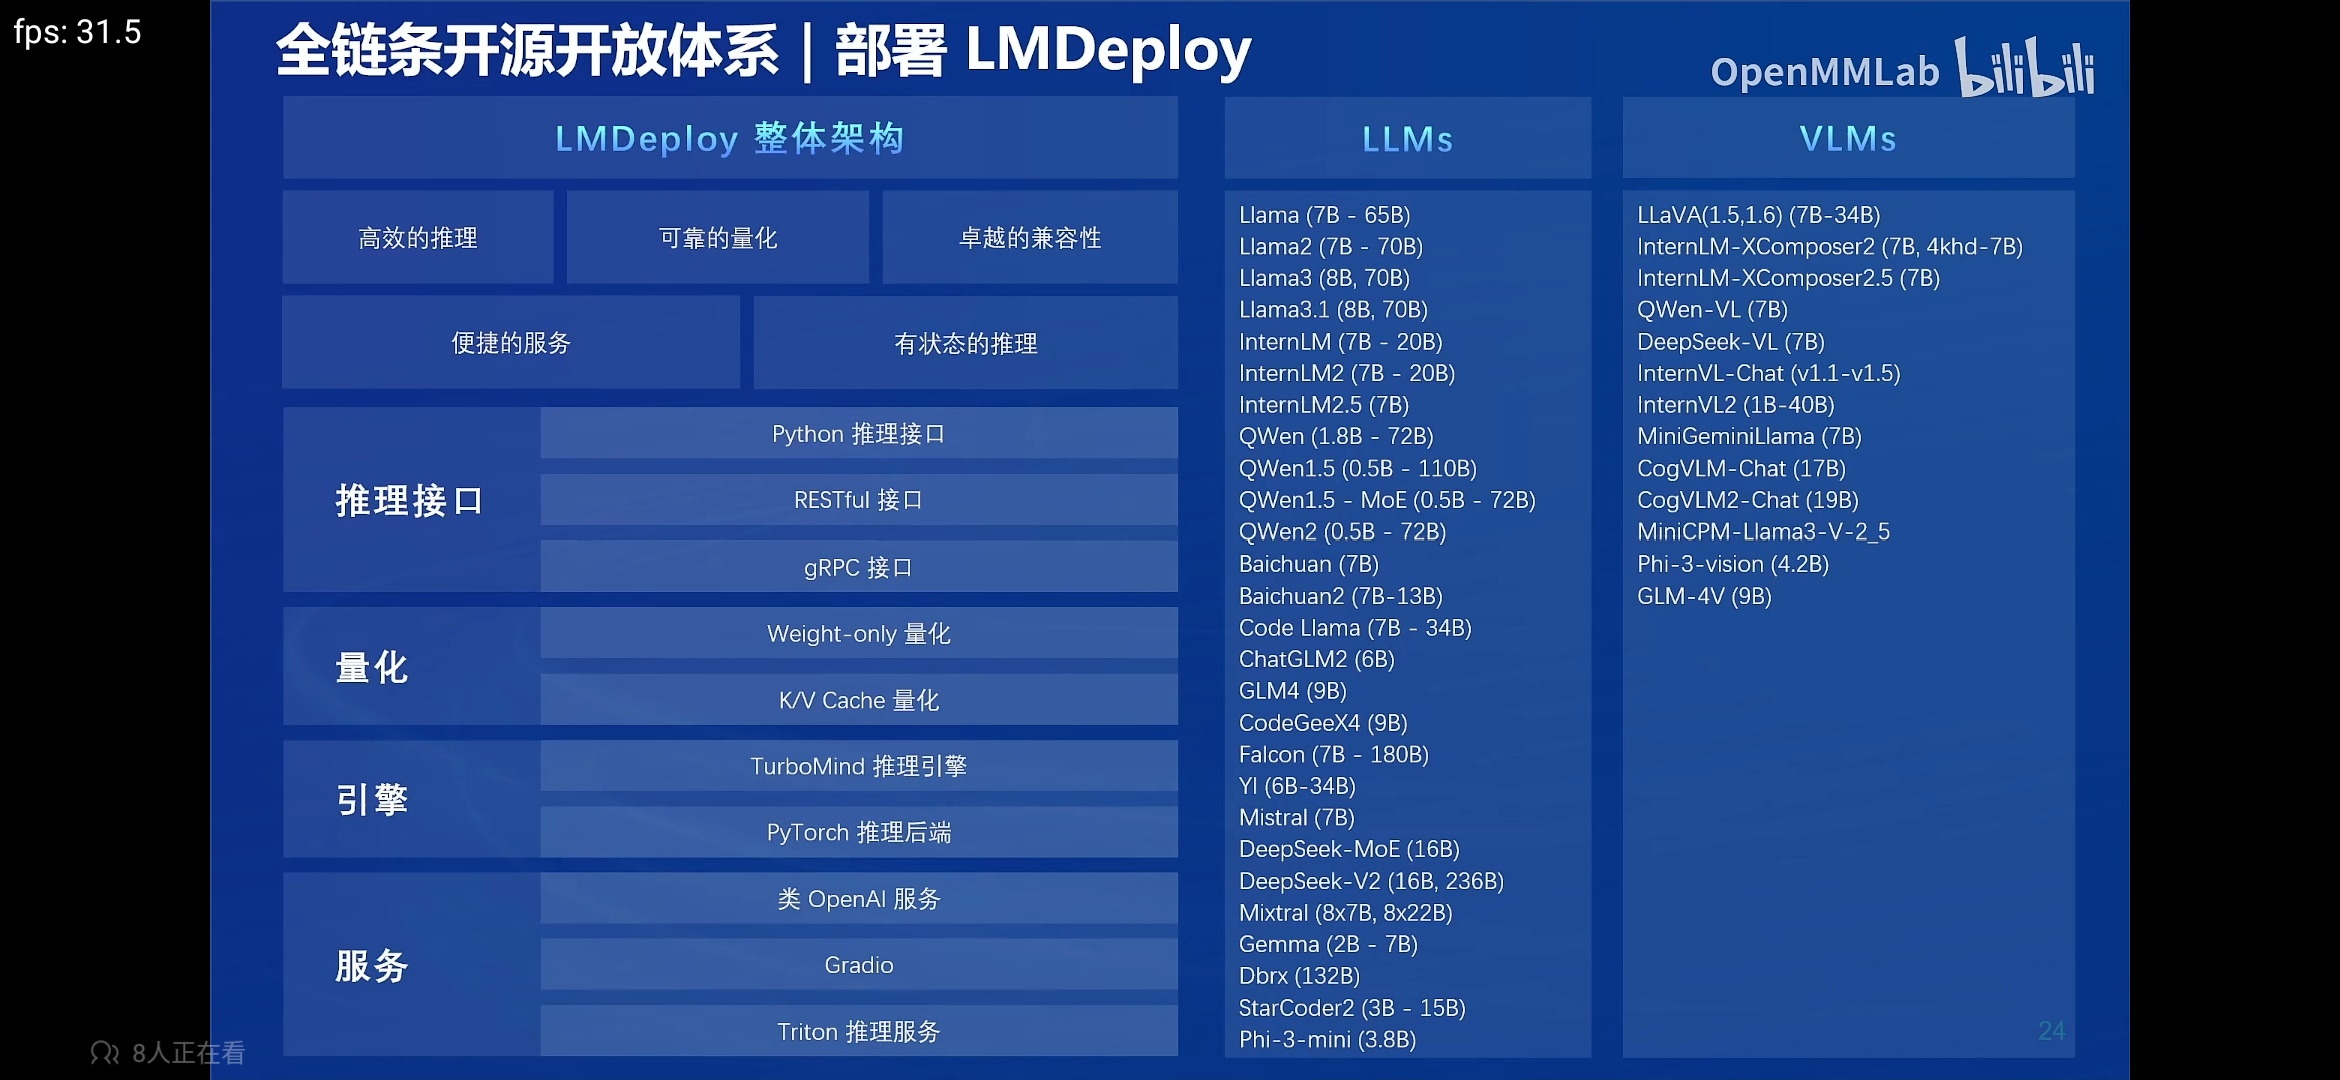 fps: 31.5
全链条开源开放体系 | 部署 LMDeploy
OpenMMLab bilibili
LMDeploy 整体架构
高效的推理
可靠的量化
卓越的兼容性
便捷的服务
有状态的推理
推理接口
Python 推理接口
RESTful 接口
gRPC 接口
量化
Weight-only 量化
K/V Cache 量化
引擎
TurboMind 推理引擎
PyTorch 推理后端
服务
类 OpenAI 服务
Gradio
Triton 推理服务
LLMs
Llama (7B - 65B)
Llama2 (7B - 70B)
Llama3 (8B, 70B)
Llama3.1 (8B, 70B)
InternLM (7B - 20B)
InternLM2 (7B - 20B)
InternLM2.5 (7B)
QWen (1.8B - 72B)
QWen1.5 (0.5B - 110B)
QWen1.5 - MoE (0.5B - 72B)
QWen2 (0.5B - 72B)
Baichuan (7B)
Baichuan2 (7B-13B)
Code Llama (7B - 34B)
ChatGLM2 (6B)
GLM4 (9B)
CodeGeeX4 (9B)
Falcon (7B - 180B)
YI (6B-34B)
Mistral (7B)
DeepSeek-MoE (16B)
DeepSeek-V2 (16B, 236B)
Mixtral (8x7B, 8x22B)
Gemma (2B - 7B)
Dbrx (132B)
StarCoder2 (3B - 15B)
Phi-3-mini (3.8B)
VLMs
LLaVA(1.5,1.6) (7B-34B)
InternLM-XComposer2 (7B, 4khd-7B)
InternLM-XComposer2.5 (7B)
QWen-VL (7B)
DeepSeek-VL (7B)
InternVL-Chat (v1.1-v1.5)
InternVL2 (1B-40B)
MiniGeminiLlama (7B)
CogVLM-Chat (17B)
CogVLM2-Chat (19B)
MiniCPM-Llama3-V-2_5
Phi-3-vision (4.2B)
GLM-4V (9B)
24
8人正在看